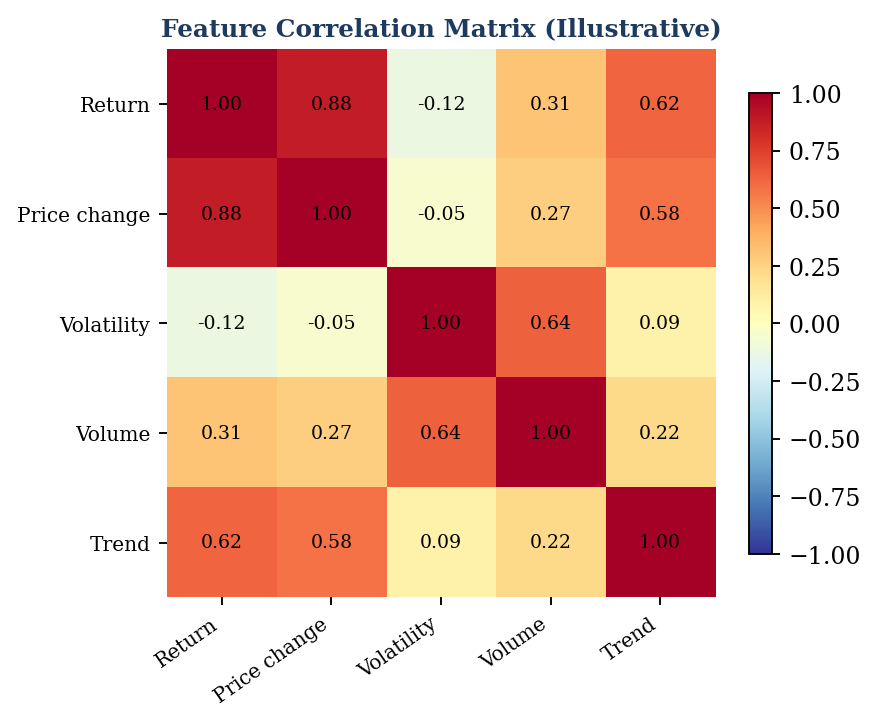 Feature Correlation Matrix (Illustrative)
Return 1.00 0.88 -0.12 0.31 0.62
Price change 0.88 1.00 -0.05 0.27 0.58
Volatility -0.12 -0.05 1.00 0.64 0.09
Volume 0.31 0.27 0.64 1.00 0.22
Trend 0.62 0.58 0.09 0.22 1.00
Return Price change Volatility Volume Trend
1.00
0.75
0.50
0.25
0.00
−0.25
−0.50
−0.75
−1.00